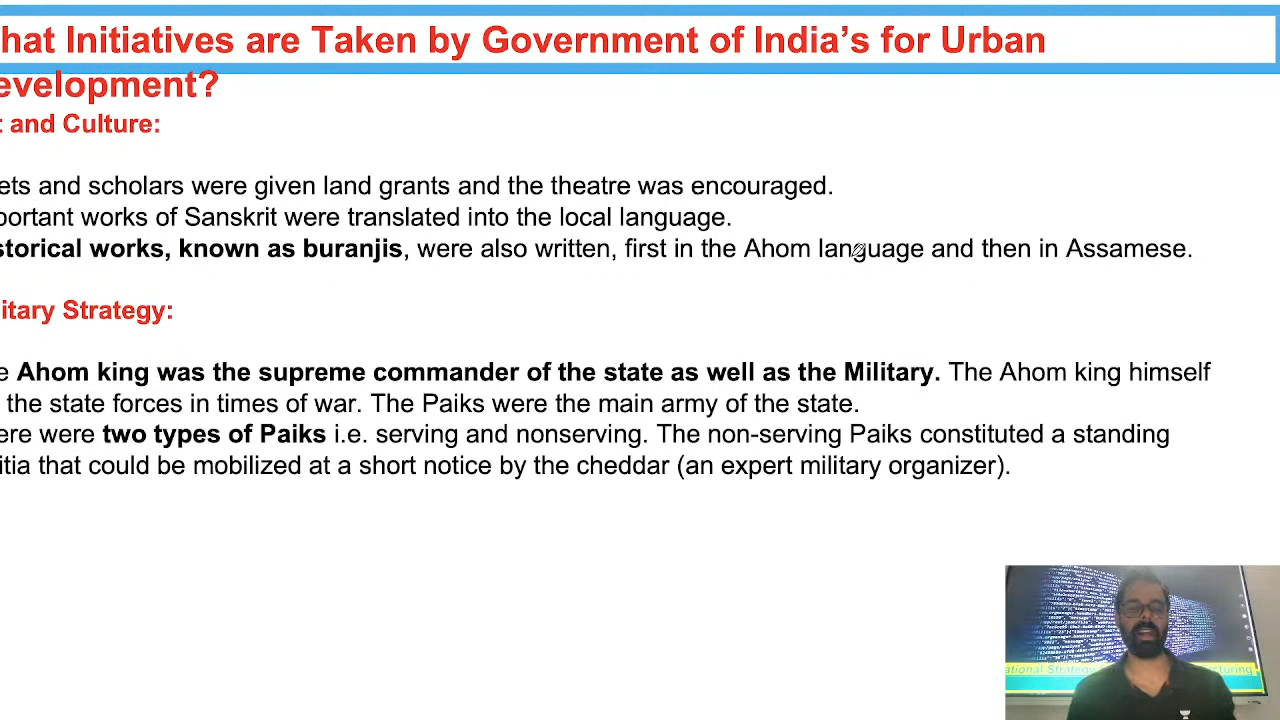 hat Initiatives are Taken by Government of India’s for Urban
evelopment?
t and Culture:
ets and scholars were given land grants and the theatre was encouraged.
portant works of Sanskrit were translated into the local language.
storical works, known as buranjis, were also written, first in the Ahom language and then in Assamese.
itary Strategy:
e Ahom king was the supreme commander of the state as well as the Military. The Ahom king himself
the state forces in times of war. The Paiks were the main army of the state.
ere were two types of Paiks i.e. serving and nonserving. The non-serving Paiks constituted a standing
itia that could be mobilized at a short notice by the cheddar (an expert military organizer).
ational Strategy